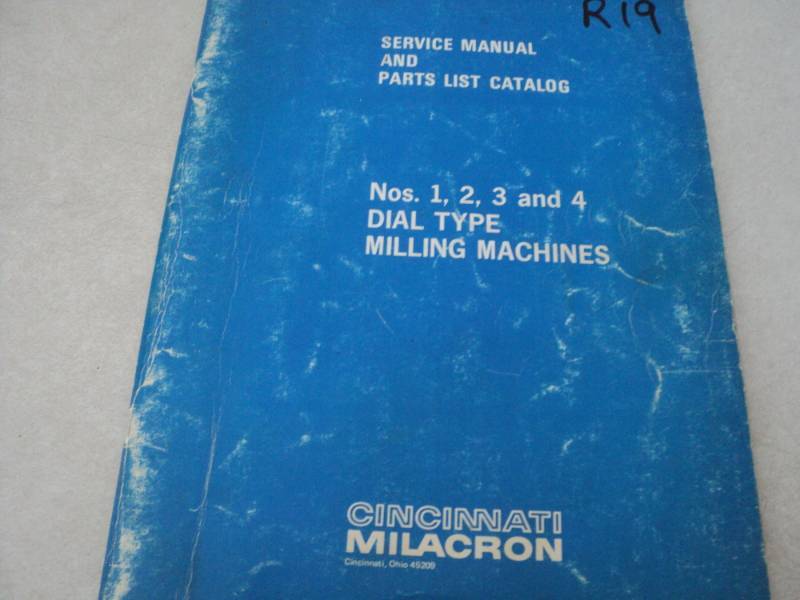 R19
SERVICE MANUAL
AND
PARTS LIST CATALOG
Nos. 1, 2, 3 and 4
DIAL TYPE
MILLING MACHINES
CINCINNATI
MILACRON
Cincinnati, Ohio 45209